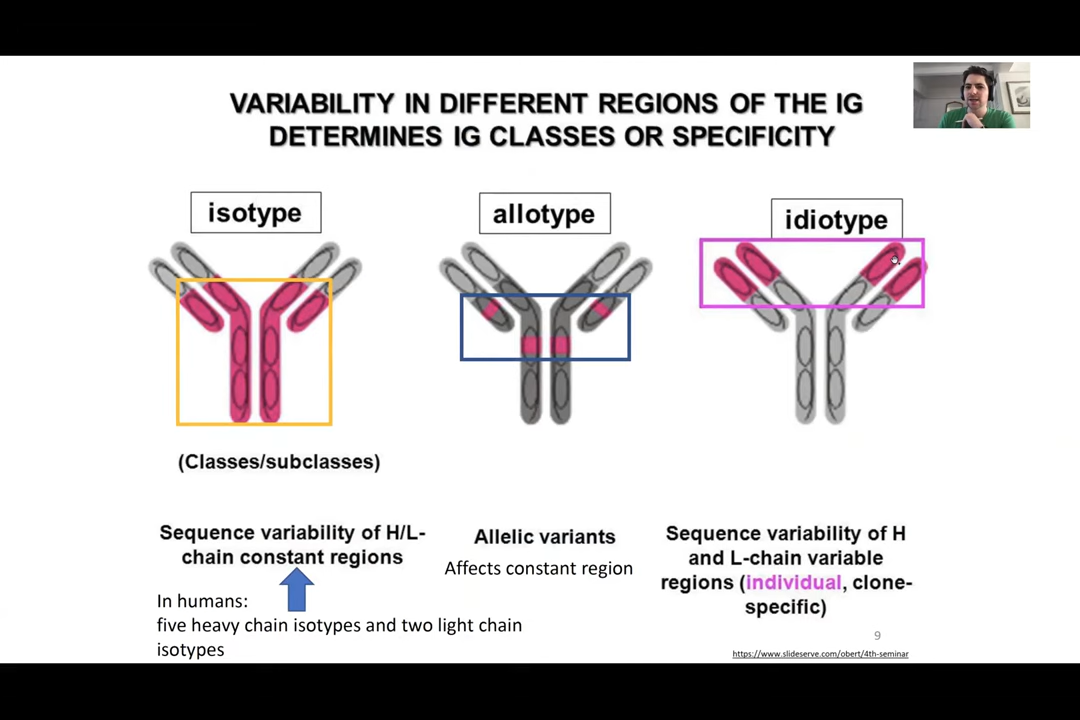 VARIABILITY IN DIFFERENT REGIONS OF THE IG
DETERMINES IG CLASSES OR SPECIFICITY
isotype
allotype
idiotype
(Classes/subclasses)
Sequence variability of H/L-
chain constant regions
In humans:
five heavy chain isotypes and two light chain
isotypes
Allelic variants
Affects constant region
Sequence variability of H
and L-chain variable
regions (individual, clone-
specific)
9
https://www.slideserve.com/obert/4th-seminar